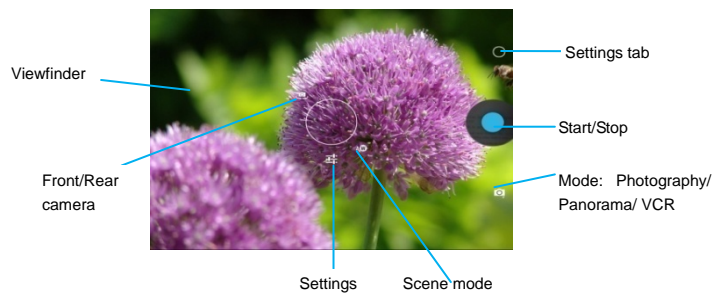 Settings tab
Viewfinder
Start/Stop
Front/Rear
camera
Mode: Photography/
Panorama/ VCR
Settings
Scene mode